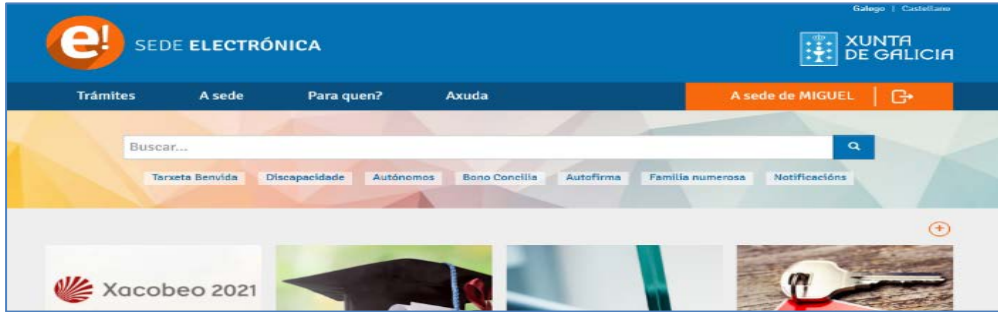 Galego | Castellano
e! SEDE ELECTRÓNICA
XUNTA
DE GALICIA
Trámites A sede Para quen? Axuda A sede de MIGUEL
Buscar...
Tarxeta Benvida Discapacidade Autónomos Bono Concilia Autofirma Familia numerosa Notificacións
Xacobeo 2021